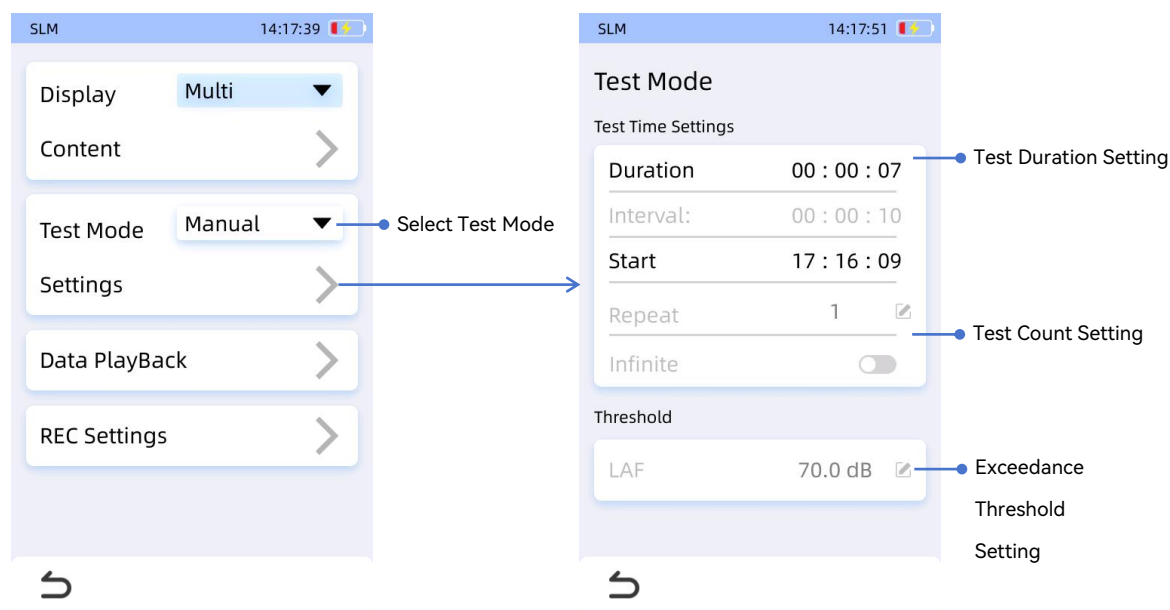 SLM 14:17:39
Display Multi
Content
Test Mode Manual
Settings
Data PlayBack
REC Settings
Select Test Mode
SLM 14:17:51
Test Mode
Test Time Settings
Duration 00 : 00 : 07
Interval: 00 : 00 : 10
Start 17 : 16 : 09
Repeat 1
Infinite
Threshold
LAF 70.0 dB
Test Duration Setting
Test Count Setting
Exceedance
Threshold
Setting